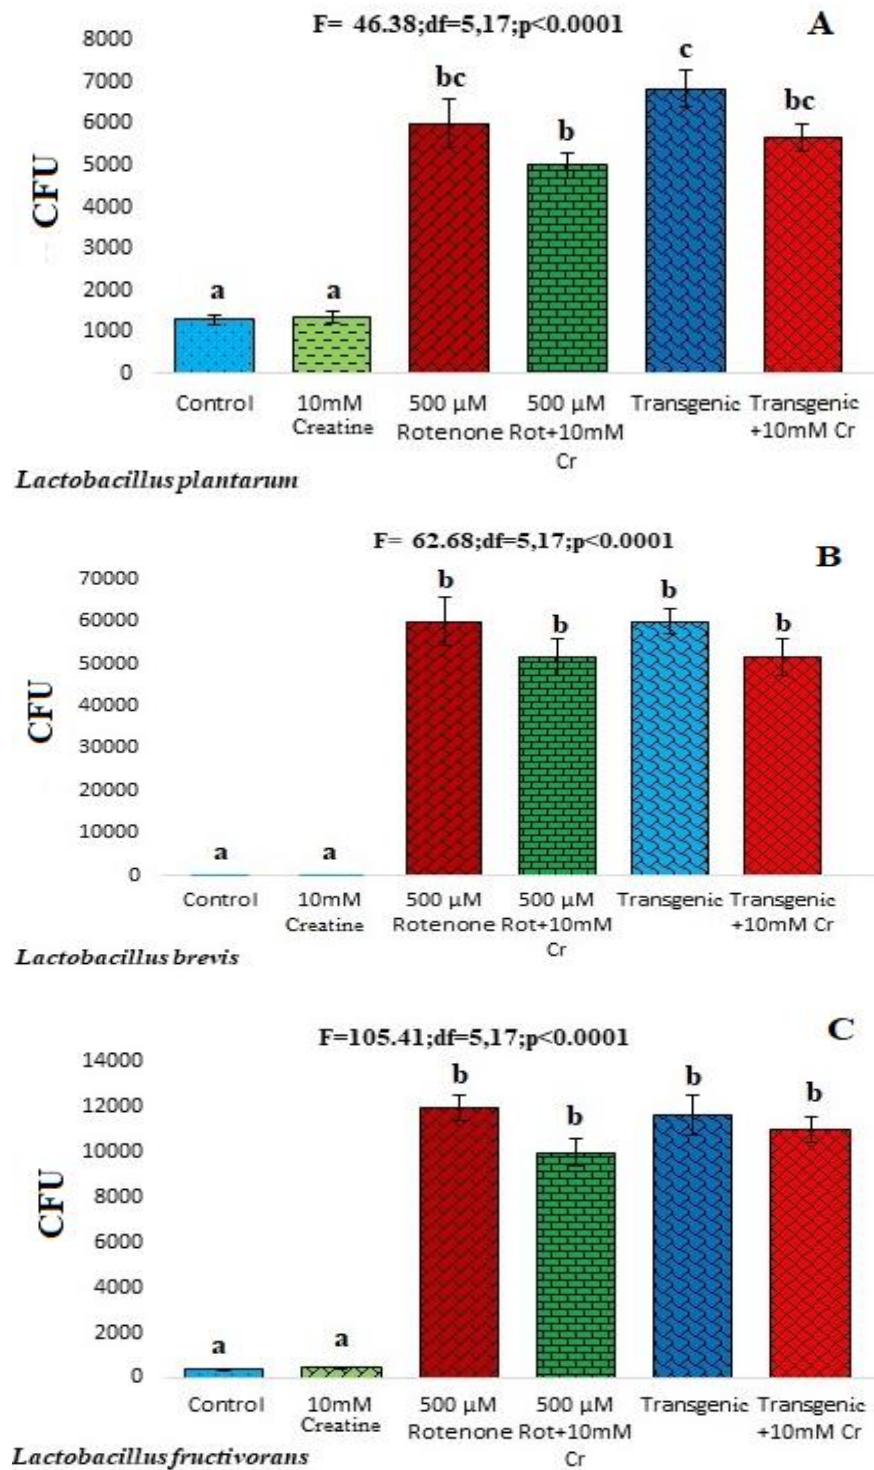 F= 46.38;df=5,17;p<0.0001
A
8000
7000
6000
5000
4000
3000
2000
1000
0
CFU
a
a
bc
b
c
bc
Control
10mM
Creatine
500 µM
Rotenone
500 µM
Rot+10mM
Cr
Transgenic
Transgenic
+10mM Cr
Lactobacillus plantarum
F= 62.68;df=5,17;p<0.0001
B
70000
60000
50000
40000
30000
20000
10000
0
CFU
a
a
b
b
b
b
Control
10mM
Creatine
500 µM
Rotenone
500 µM
Rot+10mM
Cr
Transgenic
Transgenic
+10mM Cr
Lactobacillus brevis
F=105.41;df=5,17;p<0.0001
C
14000
12000
10000
8000
6000
4000
2000
0
CFU
a
a
b
b
b
b
Control
10mM
Creatine
500 µM
Rotenone
500 µM
Rot+10mM
Cr
Transgenic
Transgenic
+10mM Cr
Lactobacillus fructivorans